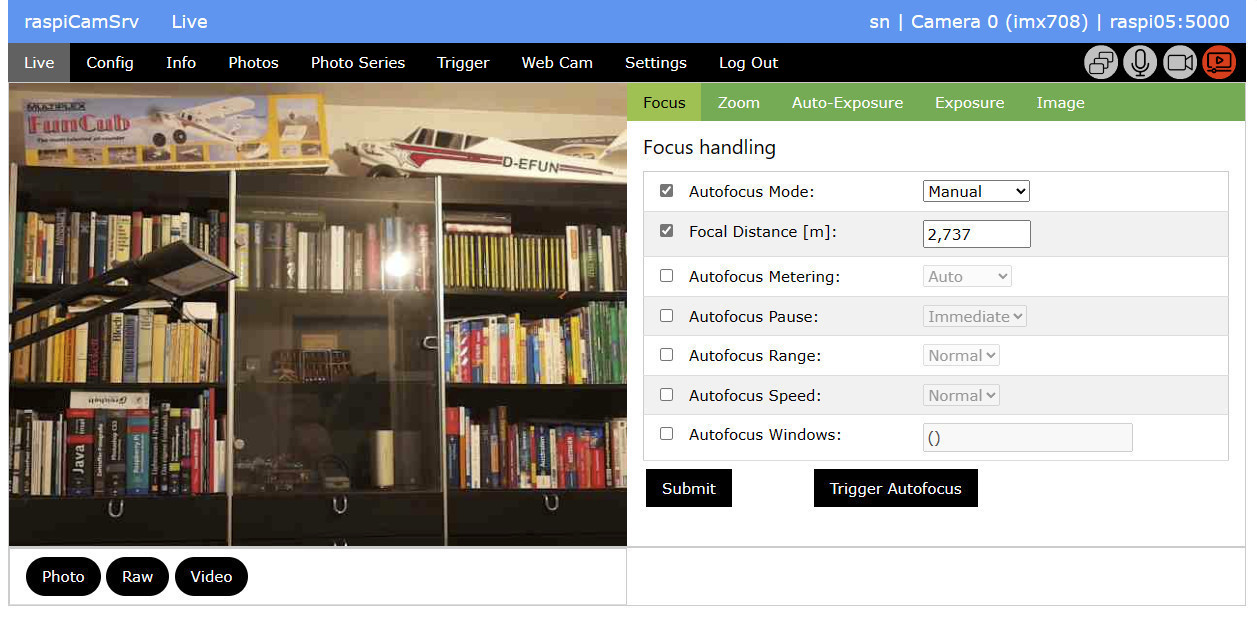 raspiCamSrv Live sn | Camera 0 (imx708) | raspi05:5000
Live Config Info Photos Photo Series Trigger Web Cam Settings Log Out
Focus Zoom Auto-Exposure Exposure Image
Focus handling
Autofocus Mode: Manual
Focal Distance [m]: 2,737
Autofocus Metering: Auto
Autofocus Pause: Immediate
Autofocus Range: Normal
Autofocus Speed: Normal
Autofocus Windows: ()
Submit Trigger Autofocus
MULTIPLEX
FunCub
D-EFUN
Java
Photo Raw Video